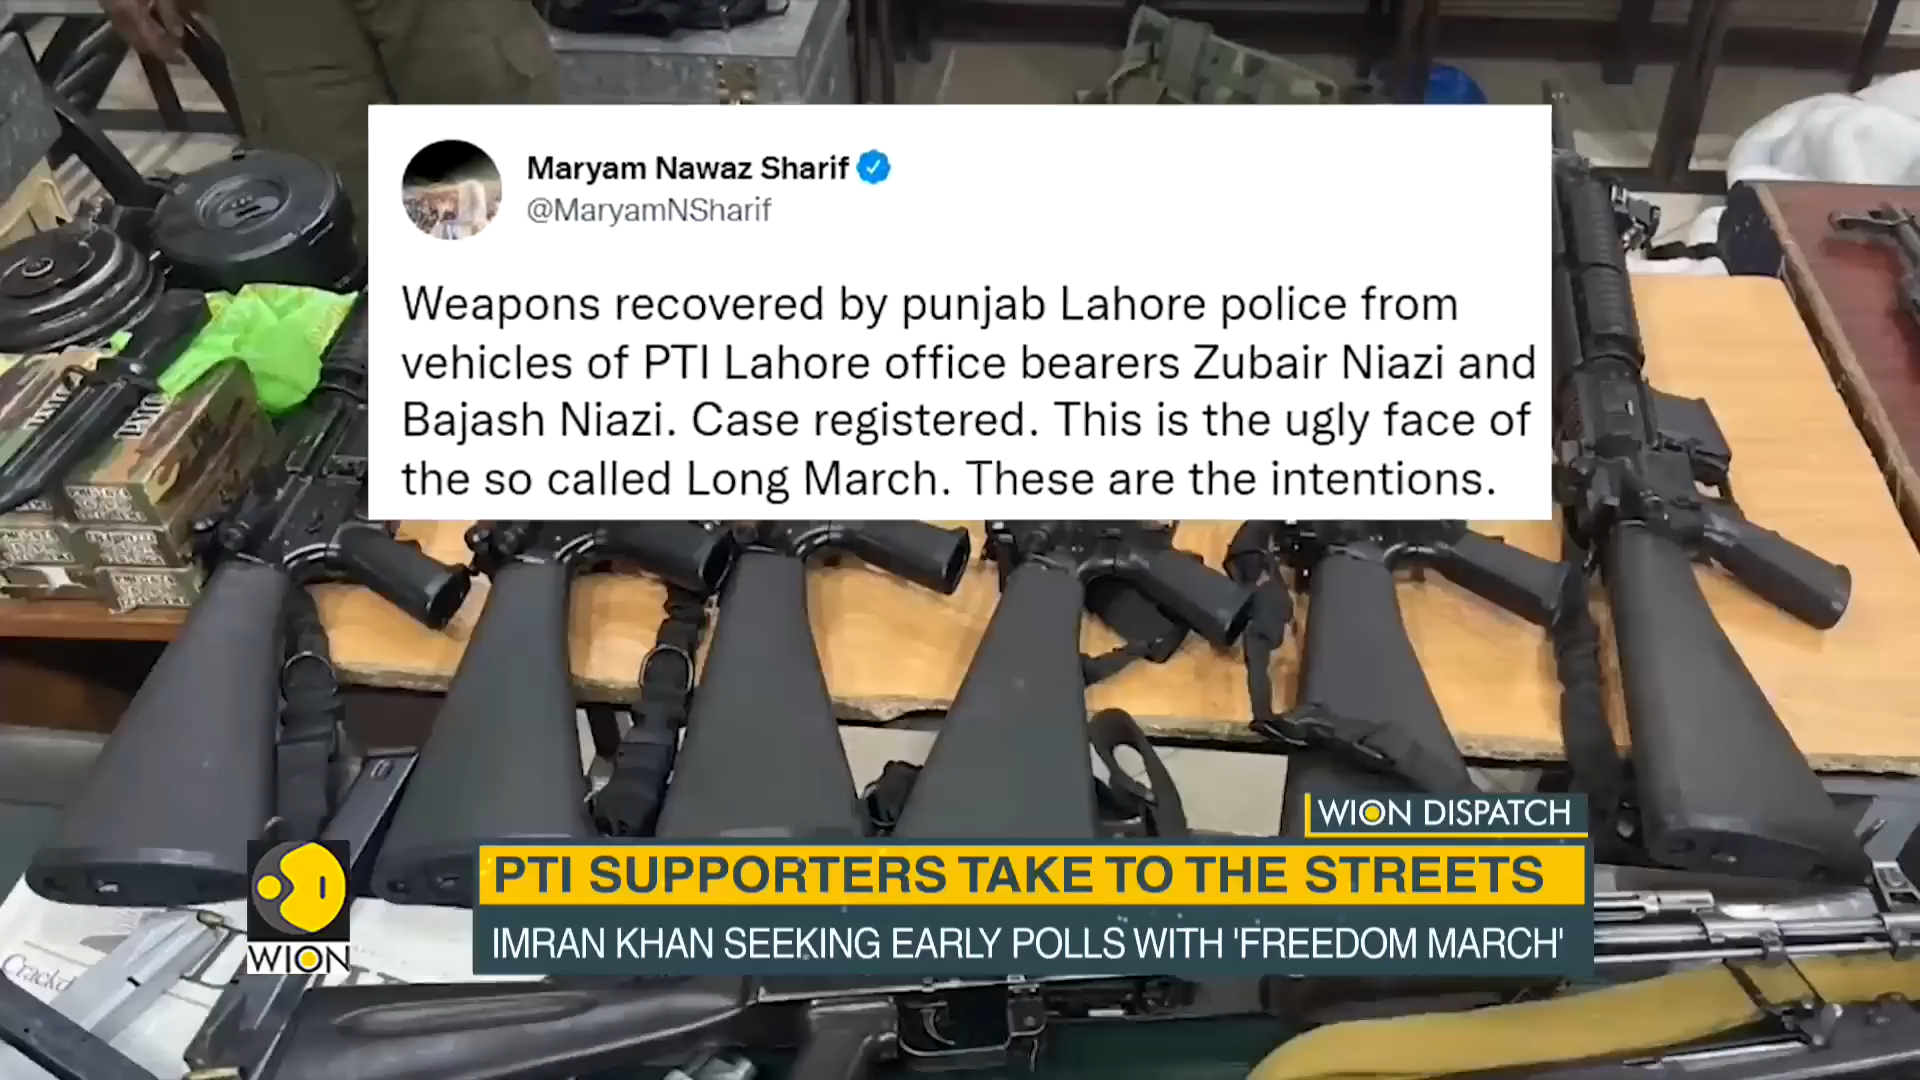 Maryam Nawaz Sharif
@MaryamNSharif
Weapons recovered by punjab Lahore police from
vehicles of PTI Lahore office bearers Zubair Niazi and
Bajash Niazi. Case registered. This is the ugly face of
the so called Long March. These are the intentions.
WION DISPATCH
PTI SUPPORTERS TAKE TO THE STREETS
IMRAN KHAN SEEKING EARLY POLLS WITH 'FREEDOM MARCH'
WION